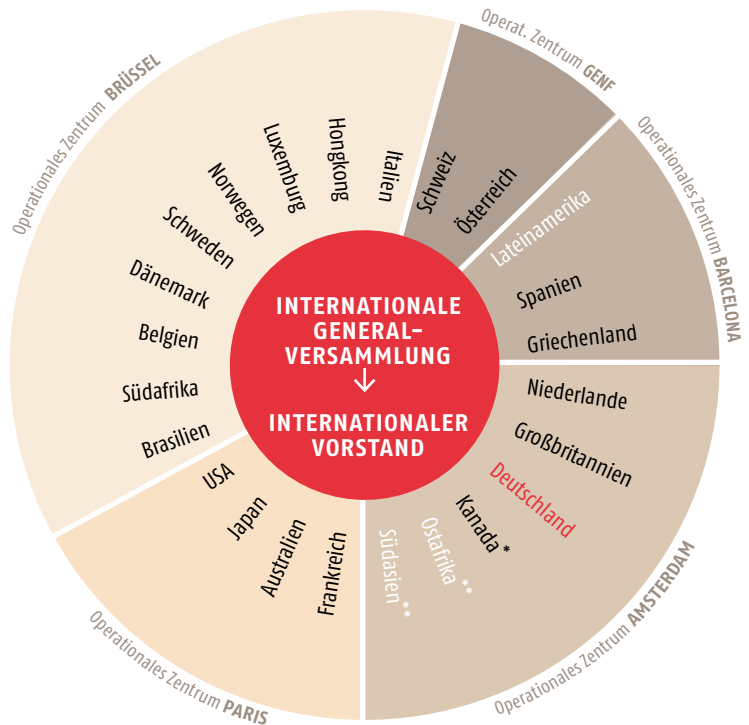 Operationales Zentrum BRÜSSEL
Italien
Hongkong
Luxemburg
Norwegen
Schweden
Dänemark
Belgien
Südafrika
Brasilien
Operat. Zentrum GENF
Schweiz
Österreich
Operationales Zentrum BARCELONA
Lateinamerika
Spanien
Griechenland
INTERNATIONALE
GENERAL–
VERSAMMLUNG
↓
INTERNATIONALER
VORSTAND
Niederlande
Großbritannien
Deutschland
Kanada *
Ostafrika **
Südasien **
Operationales Zentrum AMSTERDAM
USA
Japan
Australien
Frankreich
Operationales Zentrum PARIS